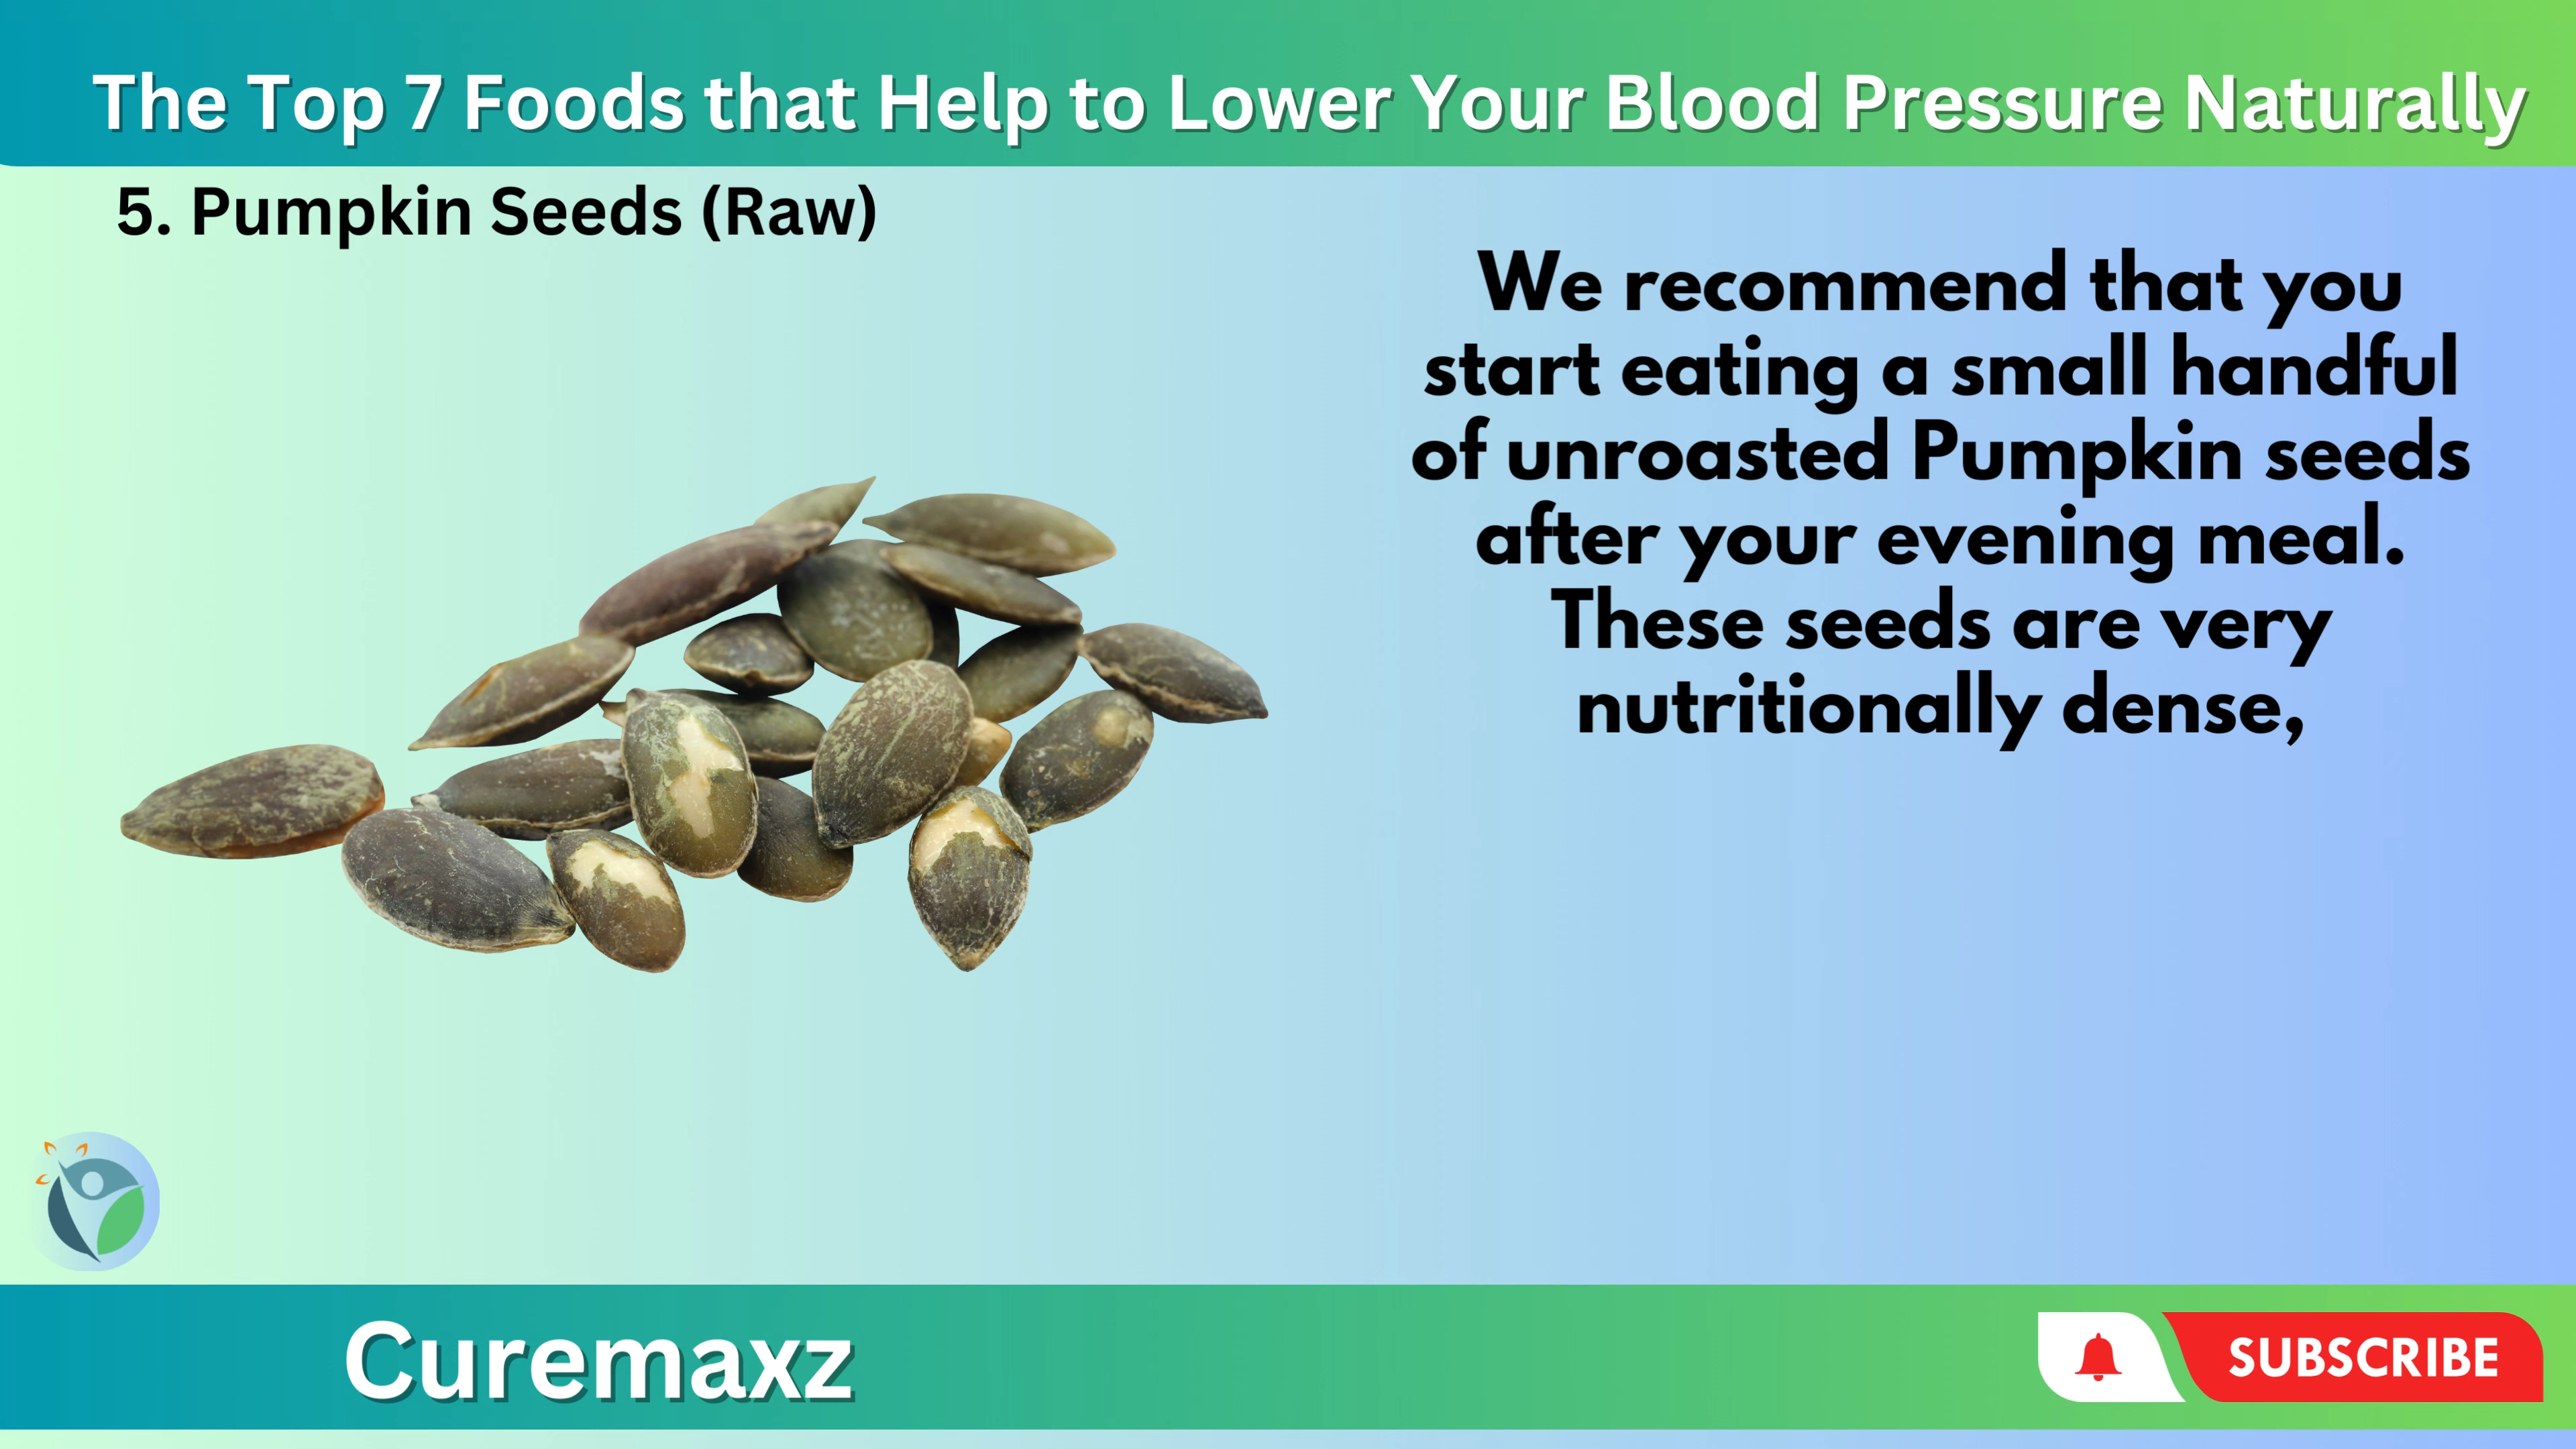 The Top 7 Foods that Help to Lower Your Blood Pressure Naturally
5. Pumpkin Seeds (Raw)
We recommend that you
start eating a small handful
of unroasted Pumpkin seeds
after your evening meal.
These seeds are very
nutritionally dense,
Curemaxz
SUBSCRIBE